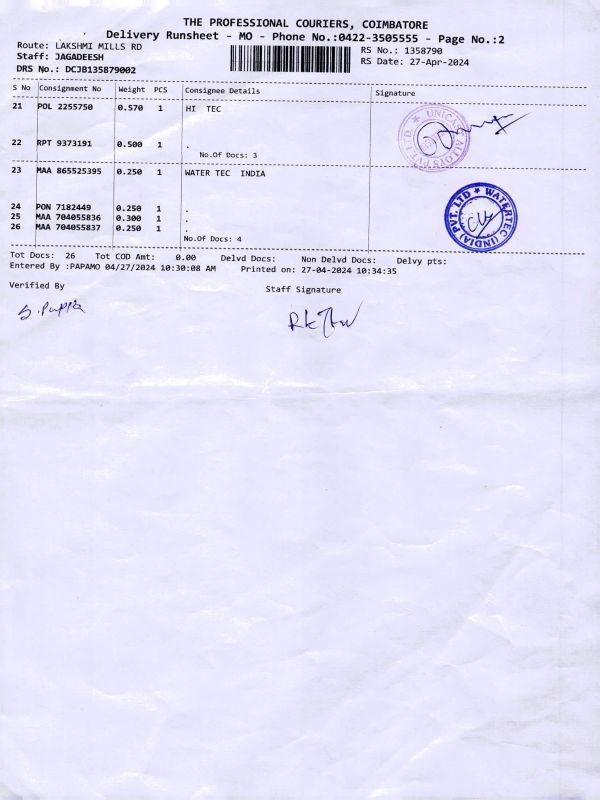 THE PROFESSIONAL COURIERS, COIMBATORE
Delivery Runsheet - MO - Phone No.:0422-3505555 - Page No.:2
Route: LAKSHMI MILLS RD
RS No.: 1358790
Staff: JAGADEESH
RS Date: 27-Apr-2024
DRS No.: DCJB135879002
S No Consignment No Weight PCS Consignee Details Signature
21 POL 2255750 0.570 1 HI TEC
UNICAST ALLOYS PVT. LTD. ★
22 RPT 9373191 0.500 1 .
No.Of Docs: 3
23 MAA 865525395 0.250 1 WATER TEC INDIA
24 PON 7182449 0.250 1 .
25 MAA 704055836 0.300 1 .
26 MAA 704055837 0.250 1 .
WATERTEC (INDIA) PVT. LTD ★
No.Of Docs: 4
Tot Docs: 26 Tot COD Amt: 0.00 Delvd Docs: Non Delvd Docs: Delvy pts:
Entered By :PAPAMO 04/27/2024 10:30:08 AM Printed on: 27-04-2024 10:34:35
Verified By
Staff Signature